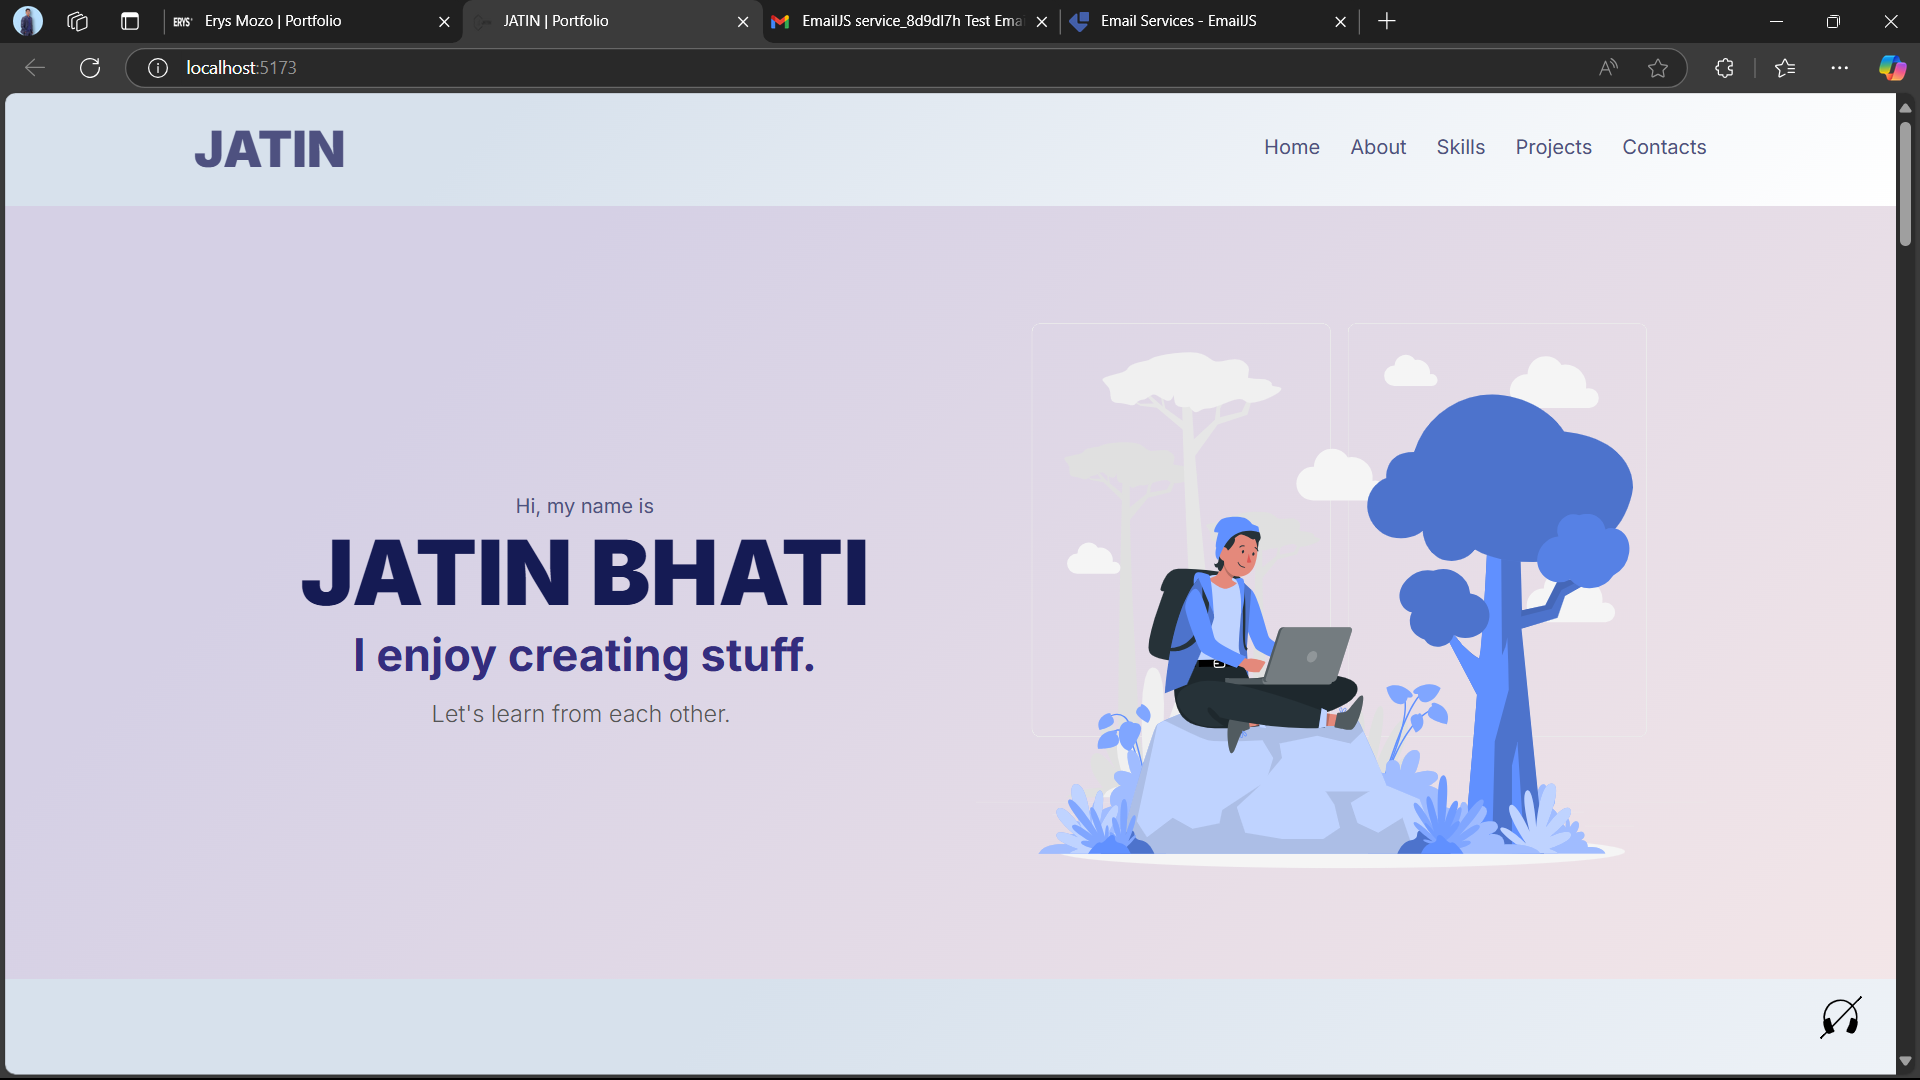 ERYS Erys Mozo | Portfolio
JATIN | Portfolio
EmailJS service_8d9dl7h Test Emai
Email Services - EmailJS
localhost:5173
JATIN
Home About Skills Projects Contacts
Hi, my name is
JATIN BHATI
I enjoy creating stuff.
Let's learn from each other.